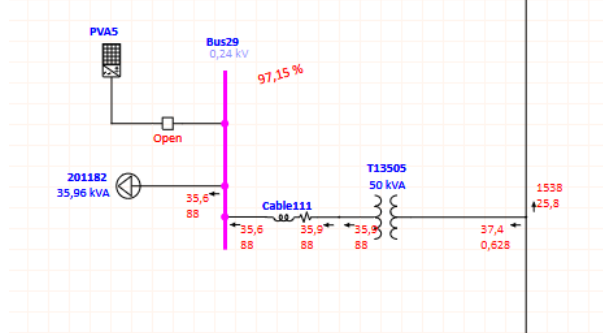 PVA5
Bus29
0,24 kV
97,15 %
Open
201182
35,96 kVA
35,6
88
Cable111
35,6
88
35,9
88
35,9
88
T13505
50 kVA
37,4
0,628
1538
25,8